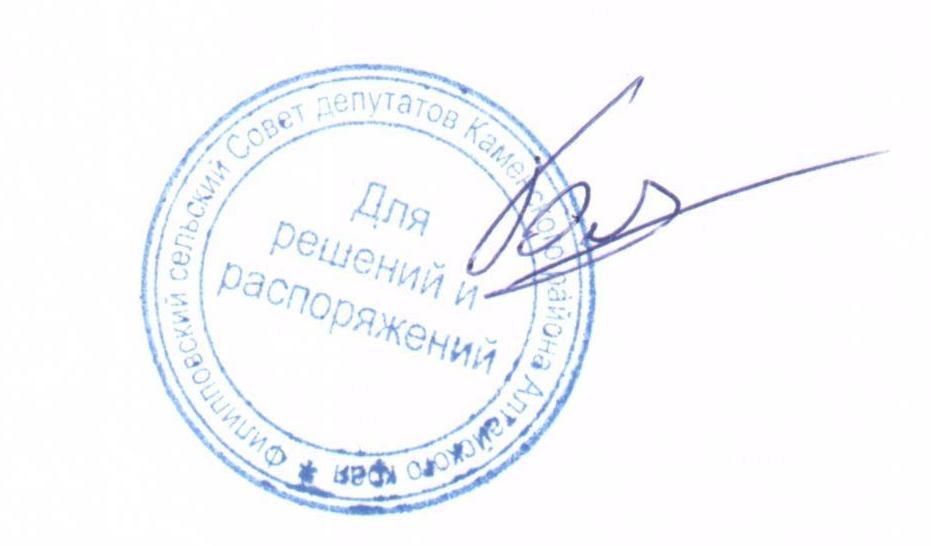 Филипповский сельский Совет депутатов Каменского района Алтайского края *
Для
решений и
распоряжений